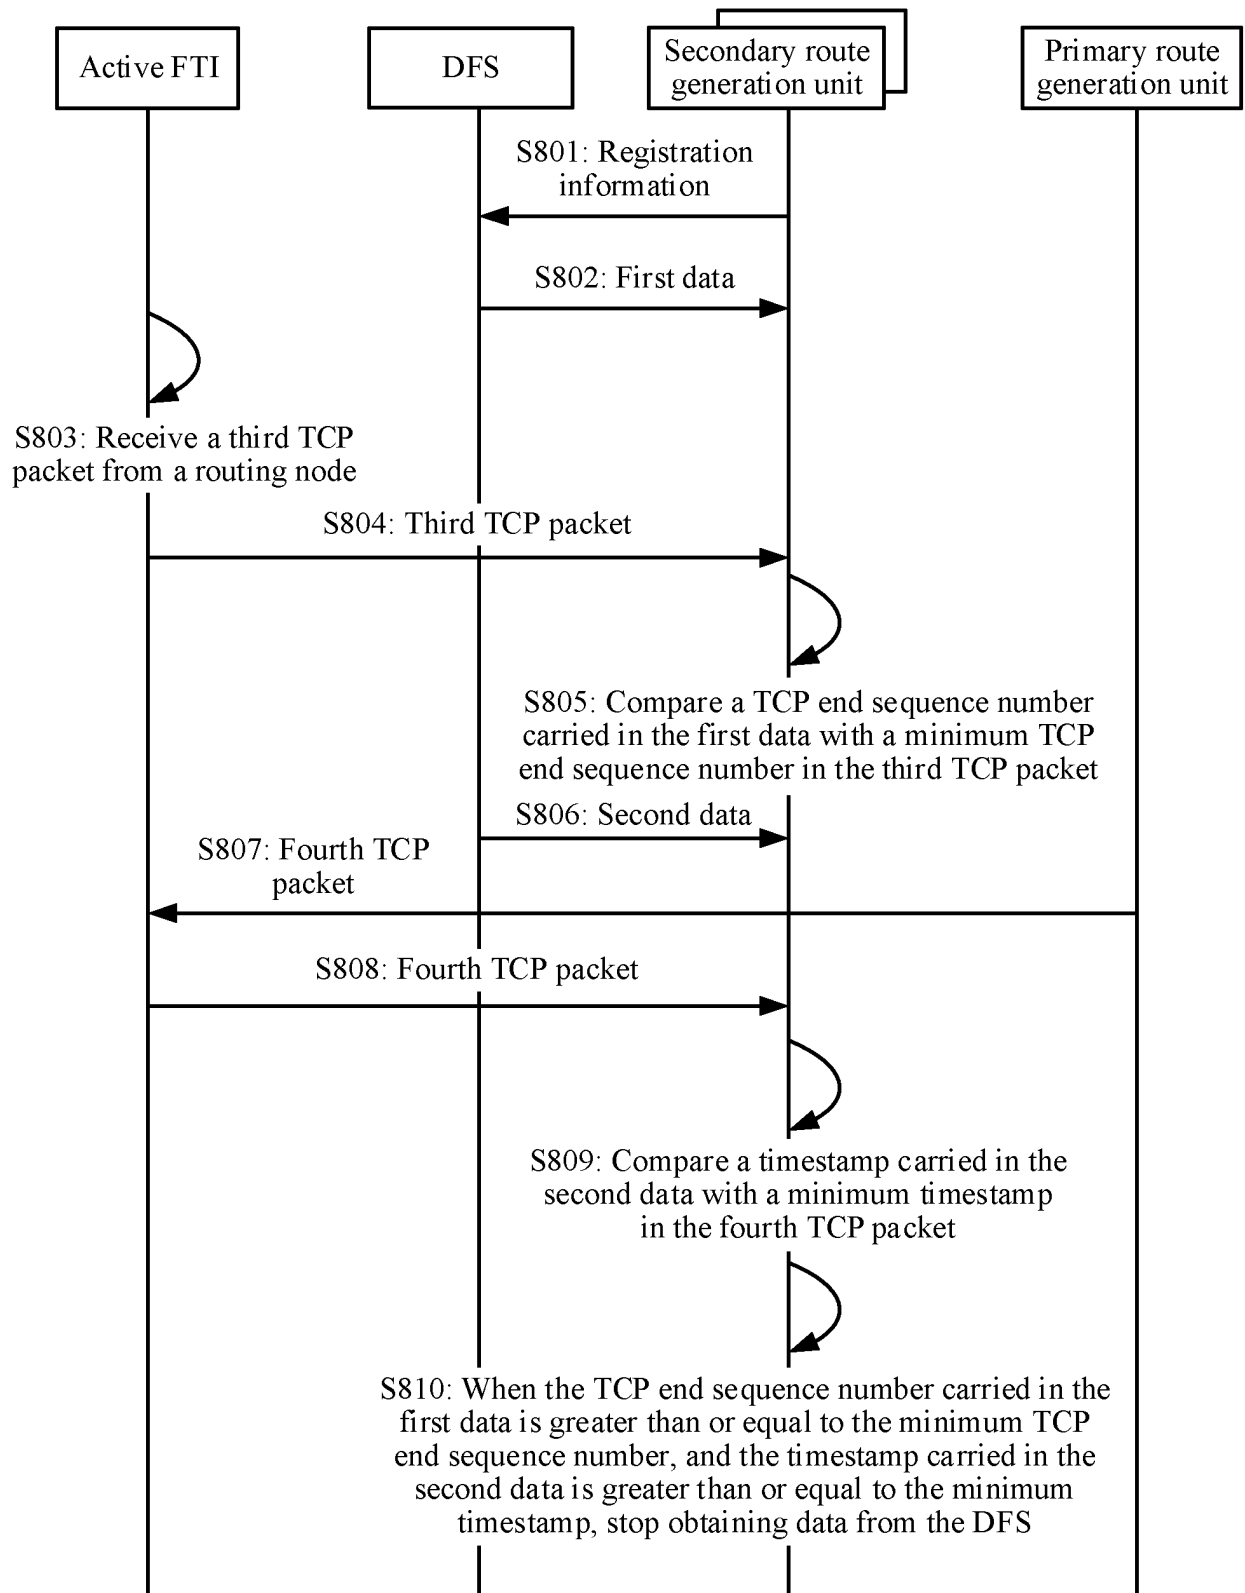 Active FTI
DFS
Secondary route
generation unit
Primary route
generation unit
S801: Registration
information
S802: First data
S803: Receive a third TCP
packet from a routing node
S804: Third TCP packet
S805: Compare a TCP end sequence number
carried in the first data with a minimum TCP
end sequence number in the third TCP packet
S806: Second data
S807: Fourth TCP
packet
S808: Fourth TCP packet
S809: Compare a timestamp carried in the
second data with a minimum timestamp
in the fourth TCP packet
S810: When the TCP end sequence number carried in the
first data is greater than or equal to the minimum TCP
end sequence number, and the timestamp carried in the
second data is greater than or equal to the minimum
timestamp, stop obtaining data from the DFS